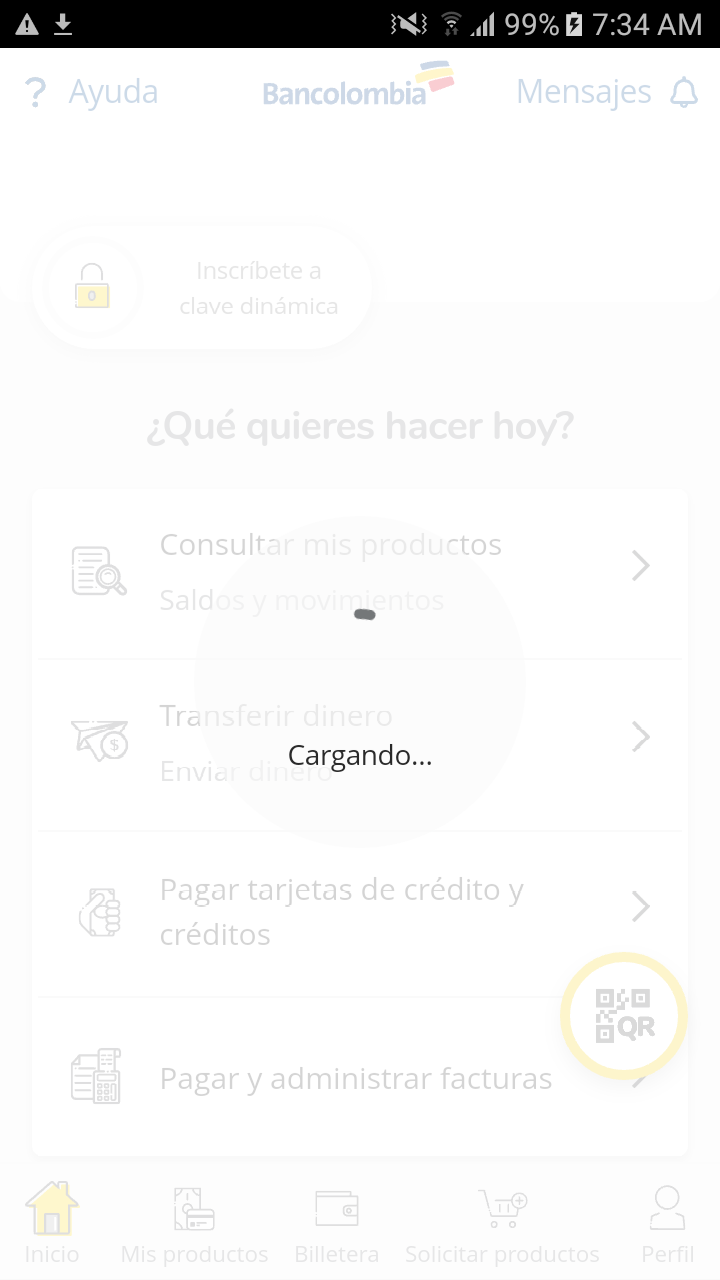 99% 7:34 AM
? Ayuda Bancolombia Mensajes
Inscríbete a
clave dinámica
¿Qué quieres hacer hoy?
Consultar mis productos
Saldos y movimientos
Transferir dinero
Cargando...
Enviar dinero
$
Pagar tarjetas de crédito y
créditos
QR
Pagar y administrar facturas
Inicio Mis productos Billetera Solicitar productos Perfil